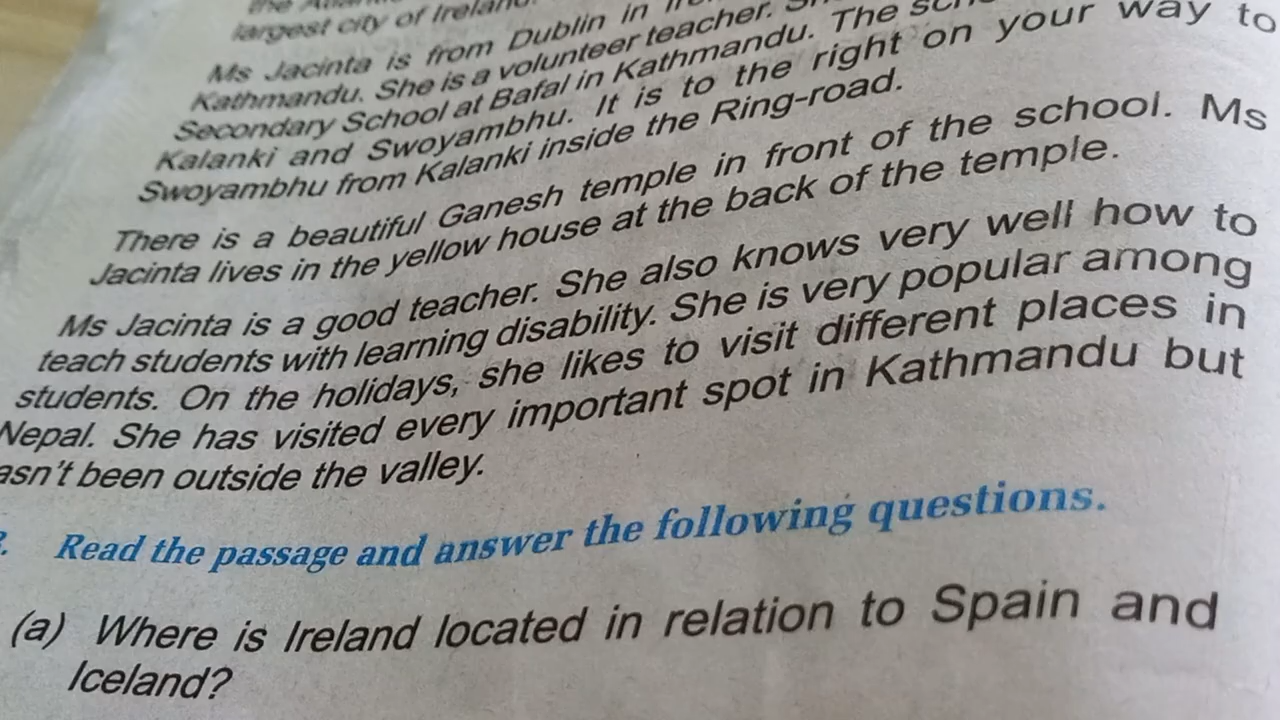 the Atlantic
largest city of Ireland.
Ms Jacinta is from Dublin in
Kathmandu. She is a volunteer teacher.
Secondary School at Bafal in Kathmandu. The
Kalanki and Swoyambhu. It is to the right on your way to
Swoyambhu from Kalanki inside the Ring-road.
There is a beautiful Ganesh temple in front of the school. Ms
Jacinta lives in the yellow house at the back of the temple.
Ms Jacinta is a good teacher. She also knows very well how to
teach students with learning disability. She is very popular among
students. On the holidays, she likes to visit different places in
Nepal. She has visited every important spot in Kathmandu but
asn't been outside the valley.
Read the passage and answer the following questions.
(a) Where is Ireland located in relation to Spain and
Iceland?